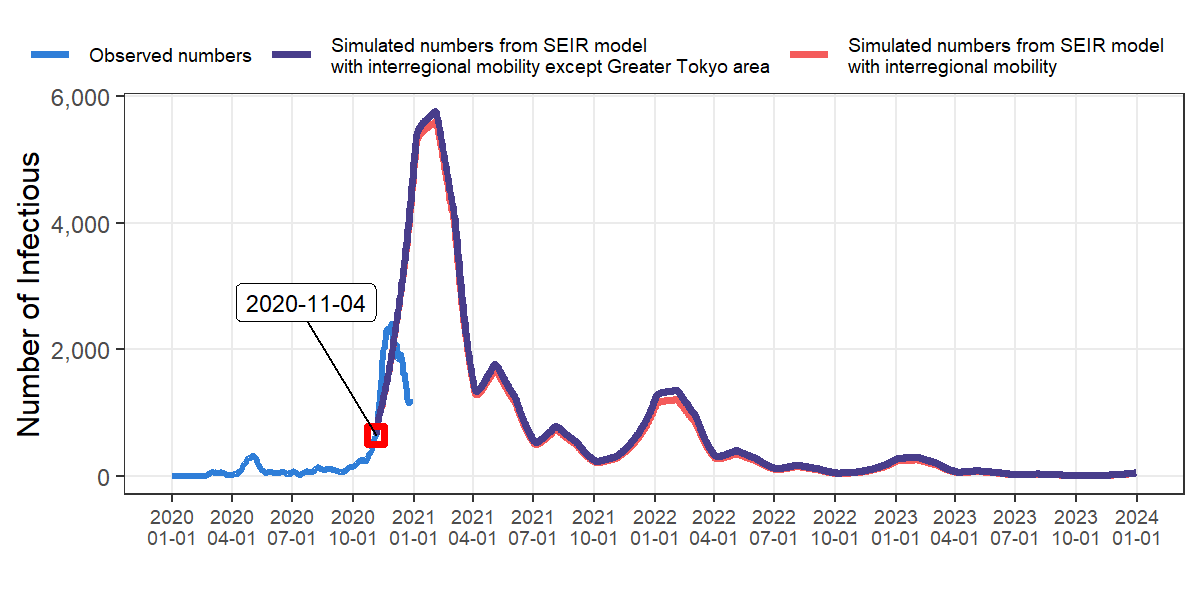 Observed numbers
Simulated numbers from SEIR model
with interregional mobility except Greater Tokyo area
Simulated numbers from SEIR model
with interregional mobility
Number of Infectious
6,000
4,000
2,000
0
2020-11-04
2020 2020 2020 2020 2021 2021 2021 2021 2022 2022 2022 2022 2023 2023 2023 2023 2024
01-01 04-01 07-01 10-01 01-01 04-01 07-01 10-01 01-01 04-01 07-01 10-01 01-01 04-01 07-01 10-01 01-01